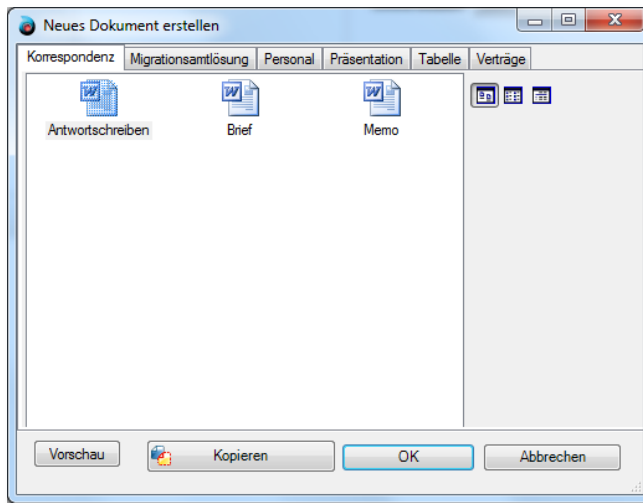 Neues Dokument erstellen
Korrespondenz Migrationsamtlösung Personal Präsentation Tabelle Verträge
Antwortschreiben Brief Memo
Vorschau Kopieren OK Abbrechen